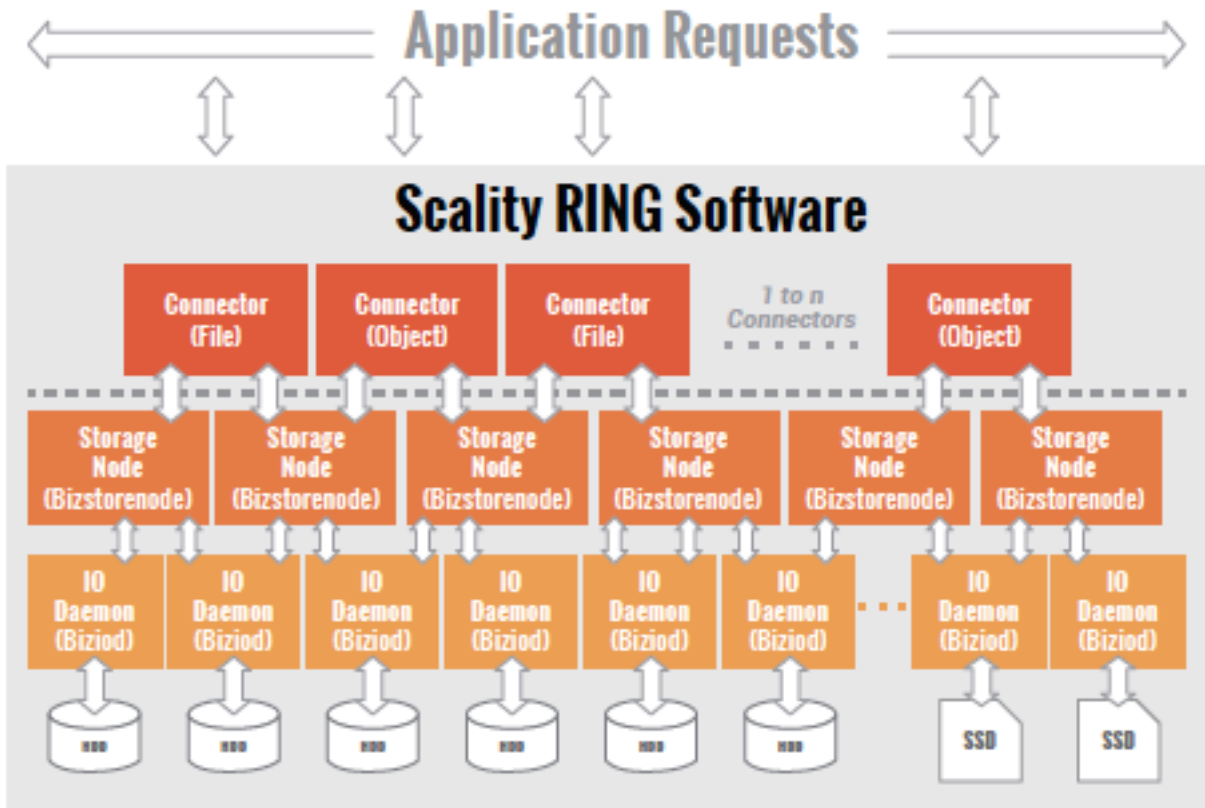 Application Requests
Scality RING Software
Connector
(File)
Connector
(Object)
Connector
(File)
1 to n
Connectors
Connector
(Object)
Storage
Node
(Bizstorenode)
Storage
Node
(Bizstorenode)
Storage
Node
(Bizstorenode)
Storage
Node
(Bizstorenode)
Storage
Node
(Bizstorenode)
Storage
Node
(Bizstorenode)
IO
Daemon
(Biziod)
IO
Daemon
(Biziod)
IO
Daemon
(Biziod)
IO
Daemon
(Biziod)
IO
Daemon
(Biziod)
IO
Daemon
(Biziod)
IO
Daemon
(Biziod)
IO
Daemon
(Biziod)
HDD
HDD
HDD
HDD
HDD
HDD
SSD
SSD